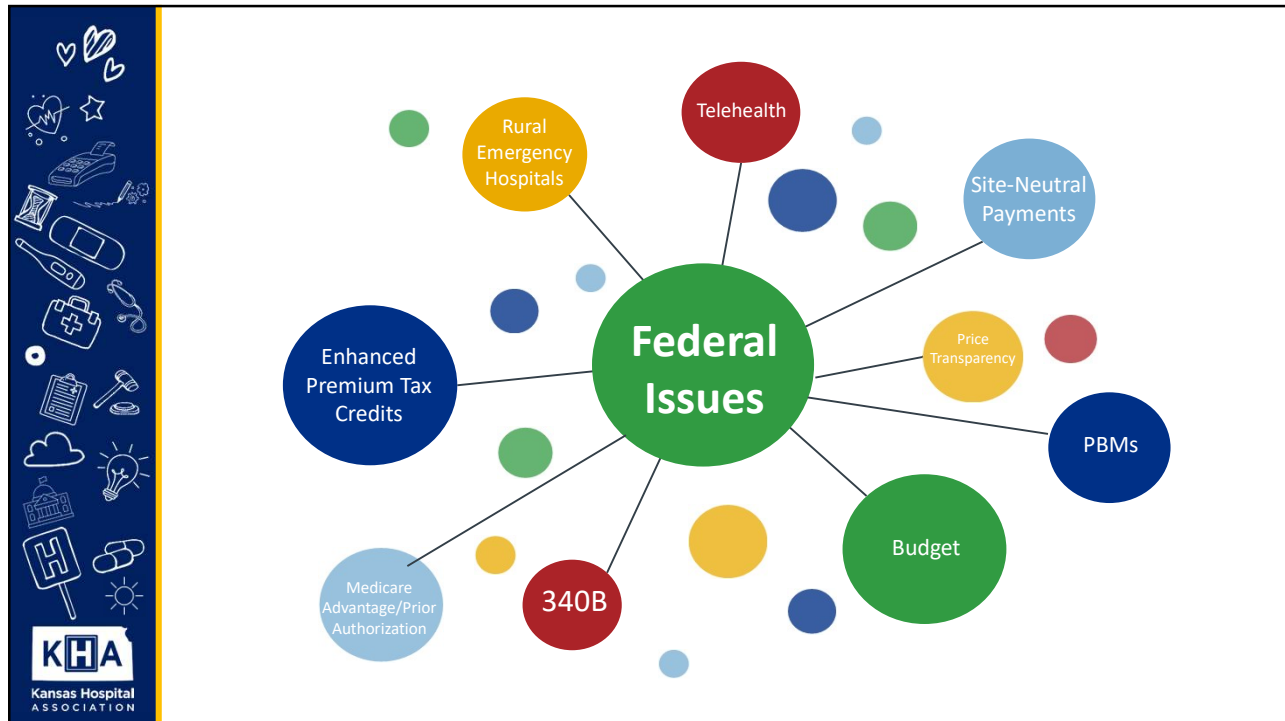 Telehealth
Rural
Emergency
Hospitals
Site-Neutral
Payments
Federal
Issues
Price
Transparency
Enhanced
Premium Tax
Credits
PBMs
Budget
Medicare
Advantage/Prior
Authorization
340B
H
KHA
Kansas Hospital
ASSOCIATION